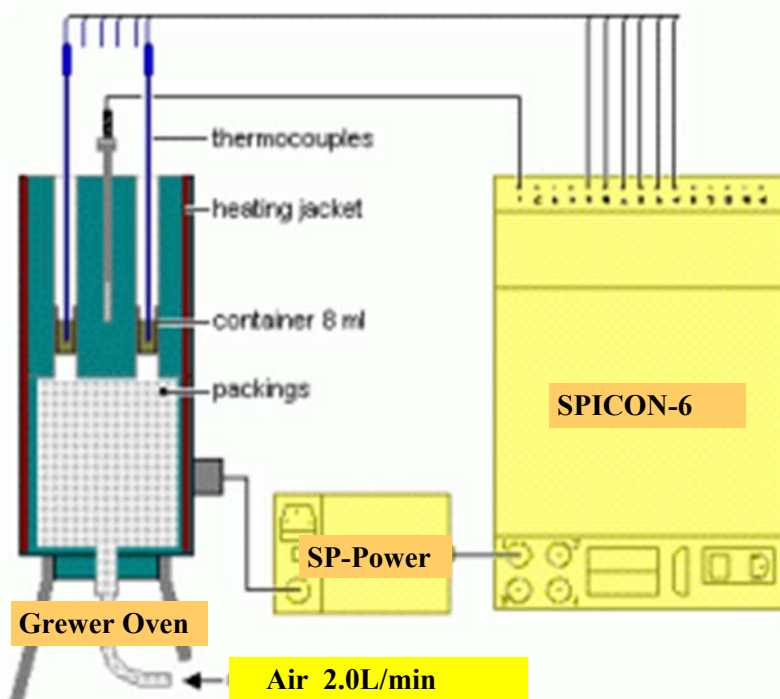 thermocouples
heating jacket
container 8 ml
packings
SPICON-6
SP-Power
Grewer Oven
Air 2.0L/min